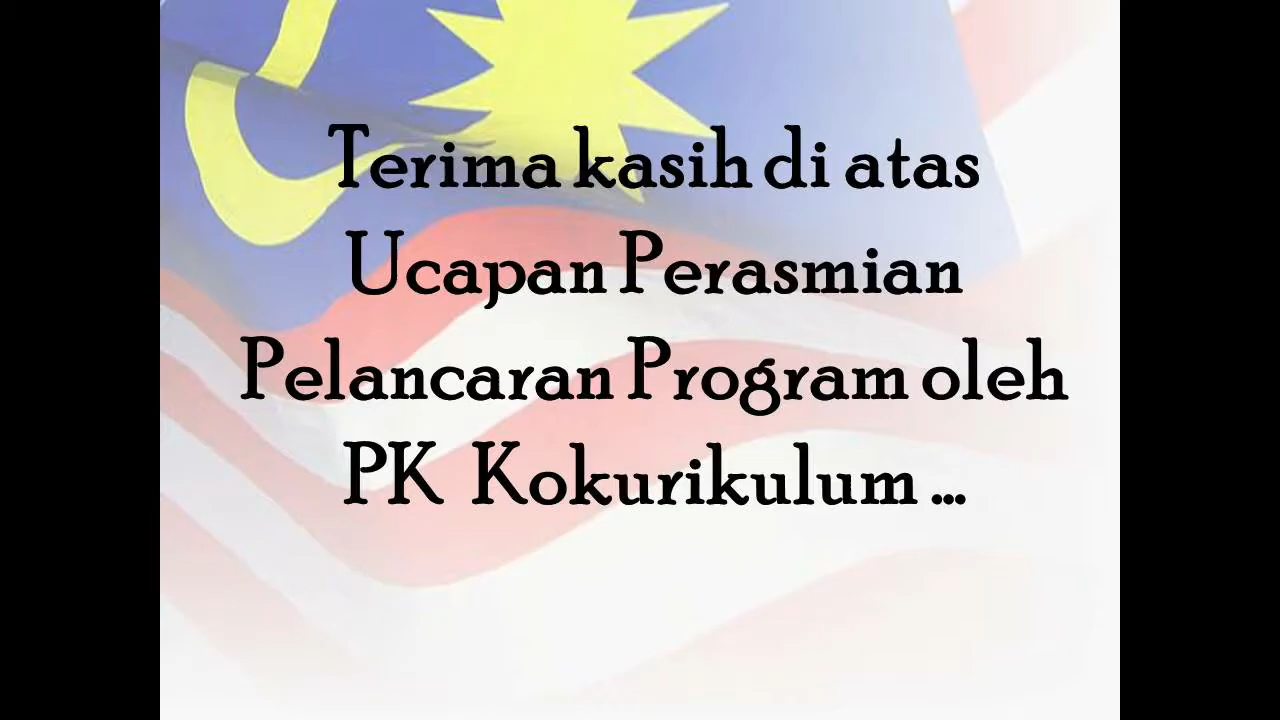 Terima kasih di atas
Ucapan Perasmian
Pelancaran Program oleh
PK Kokurikulum ...